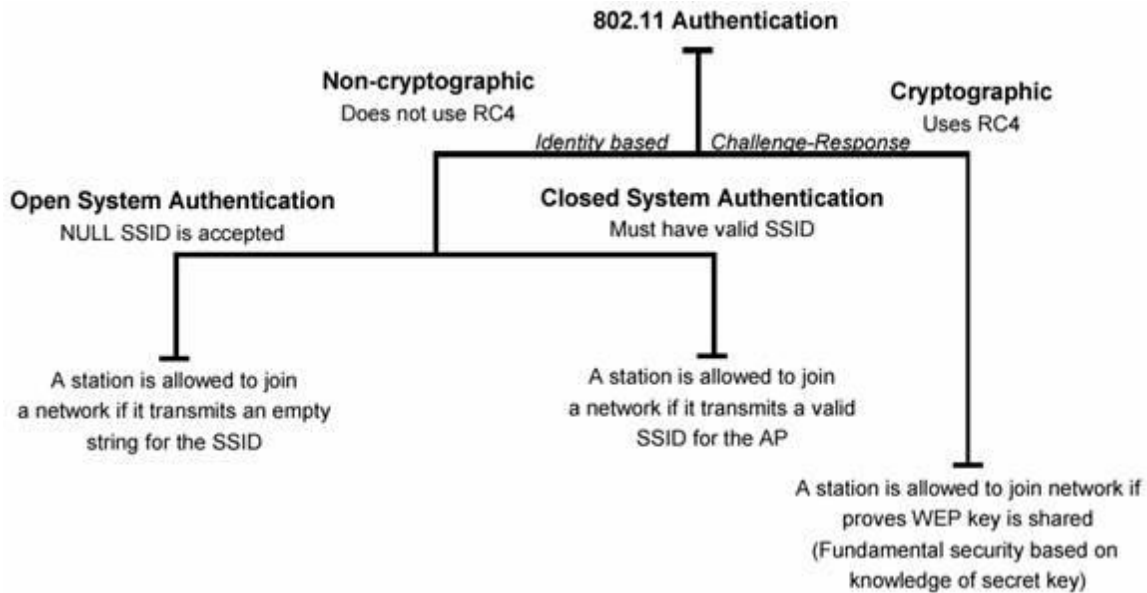 802.11 Authentication
Non-cryptographic
Does not use RC4
Cryptographic
Uses RC4
Identity based
Challenge-Response
Open System Authentication
NULL SSID is accepted
Closed System Authentication
Must have valid SSID
A station is allowed to join
a network if it transmits an empty
string for the SSID
A station is allowed to join
a network if it transmits a valid
SSID for the AP
A station is allowed to join network if
proves WEP key is shared
(Fundamental security based on
knowledge of secret key)